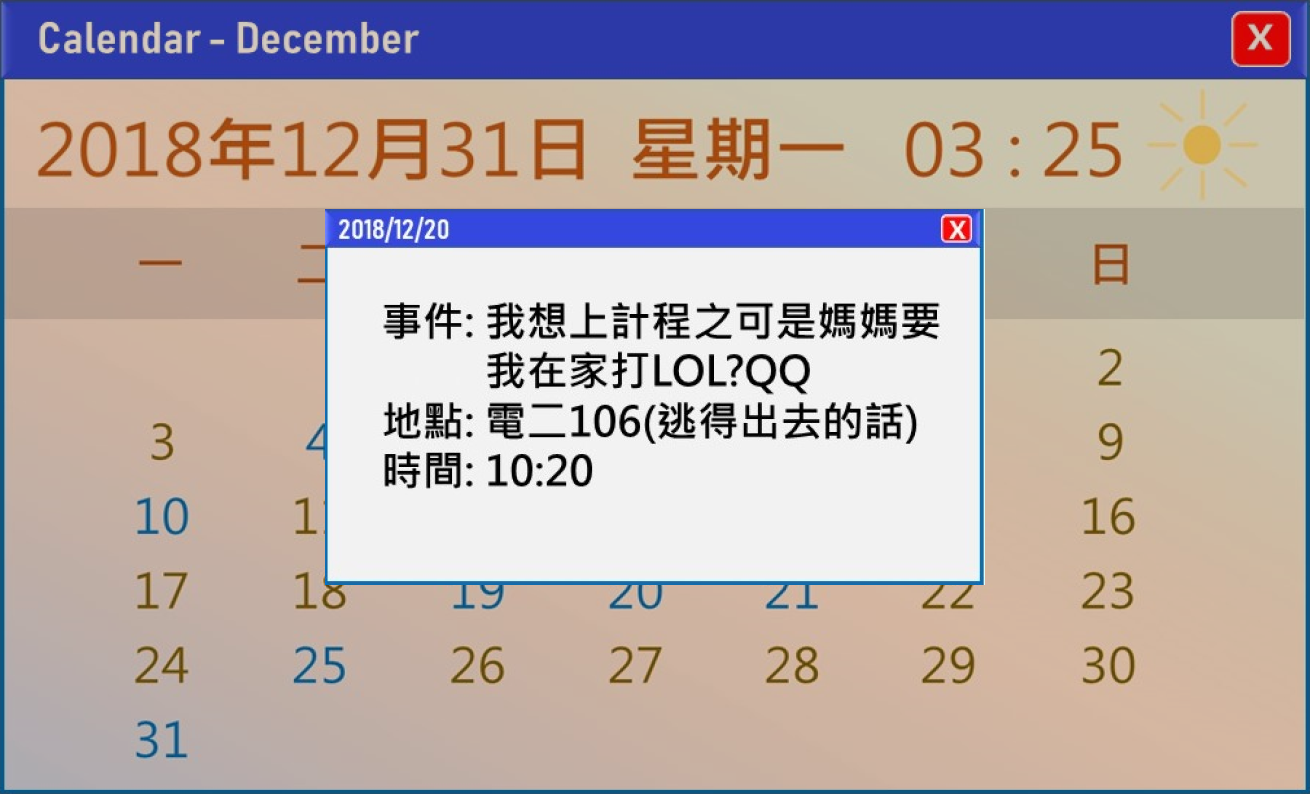 Calendar - December
X
2018年12月31日 星期一 03 : 25
一 二 日
2018/12/20 X
事件: 我想上計程之可是媽媽要
我在家打LOL?QQ
地點: 電二106(逃得出去的話)
時間: 10:20
2
3 4 9
10 16
17 18 19 20 21 22 23
24 25 26 27 28 29 30
31